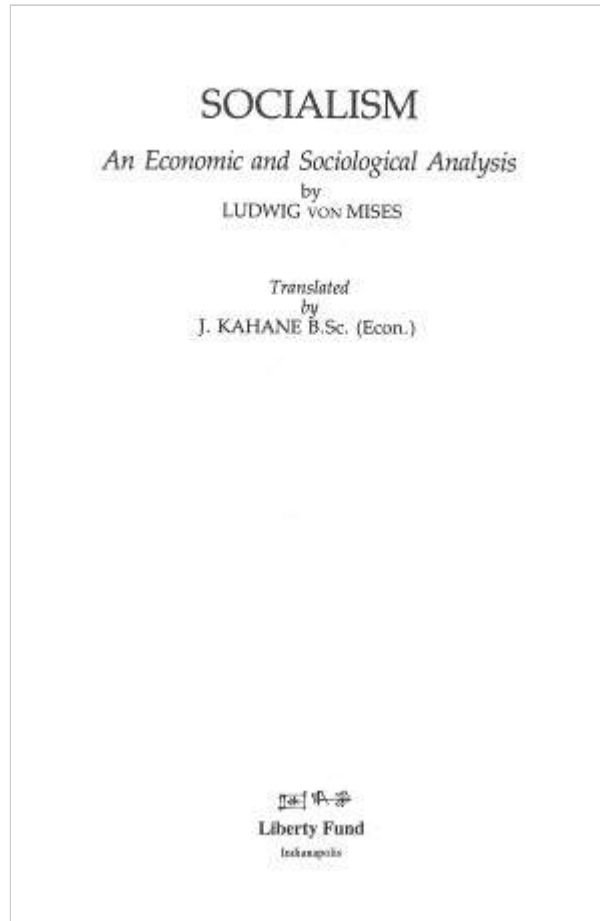 SOCIALISM
An Economic and Sociological Analysis
by
LUDWIG VON MISES
Translated
by
J. KAHANE B.Sc. (Econ.)
Liberty Fund
Indianapolis